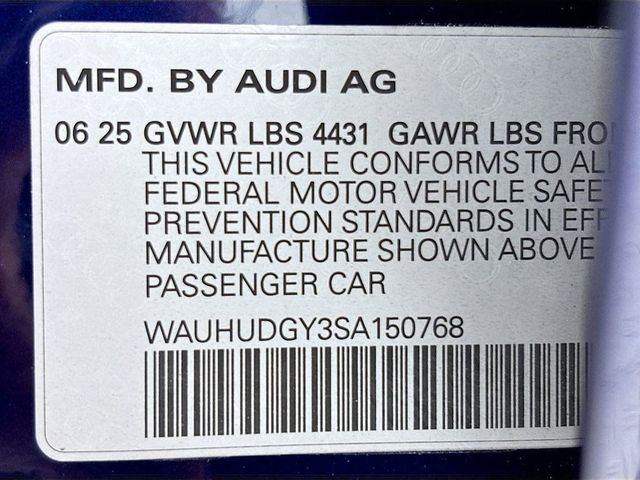 MFD. BY AUDI AG
06 25 GVWR LBS 4431 GAWR LBS
THIS VEHICLE CONFORMS TO
FEDERAL MOTOR VEHICLE
PREVENTION STANDARDS IN
MANUFACTURE SHOWN ABOVE
PASSENGER CAR
WAUHUDGY3SA150768